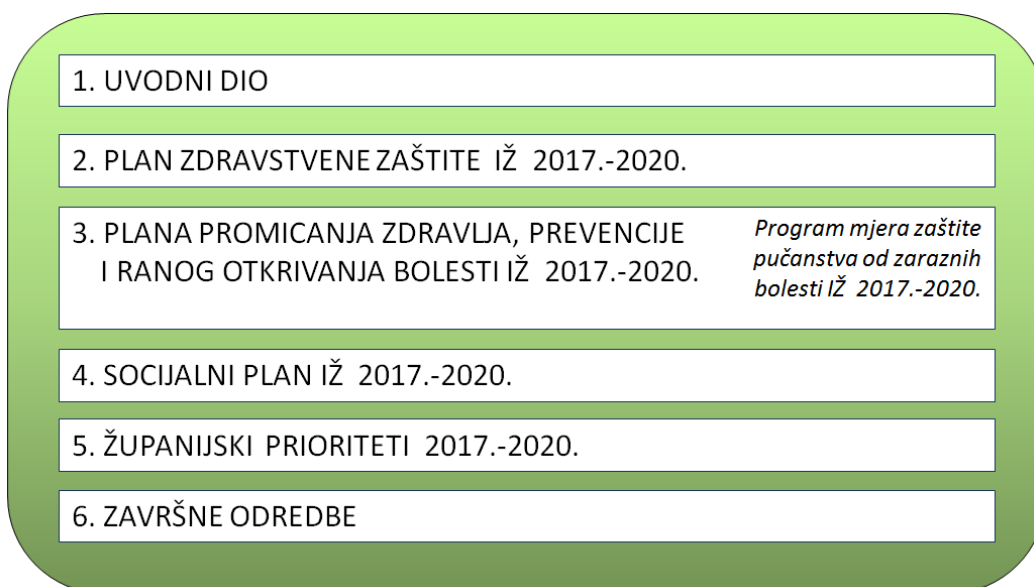 1. UVODNI DIO
2. PLAN ZDRAVSTVENE ZAŠTITE IŽ 2017.-2020.
3. PLANA PROMICANJA ZDRAVLJA, PREVENCIJE
I RANOG OTKRIVANJA BOLESTI IŽ 2017.-2020.
Program mjera zaštite
pučanstva od zaraznih
bolesti IŽ 2017.-2020.
4. SOCIJALNI PLAN IŽ 2017.-2020.
5. ŽUPANIJSKI PRIORITETI 2017.-2020.
6. ZAVRŠNE ODREDBE